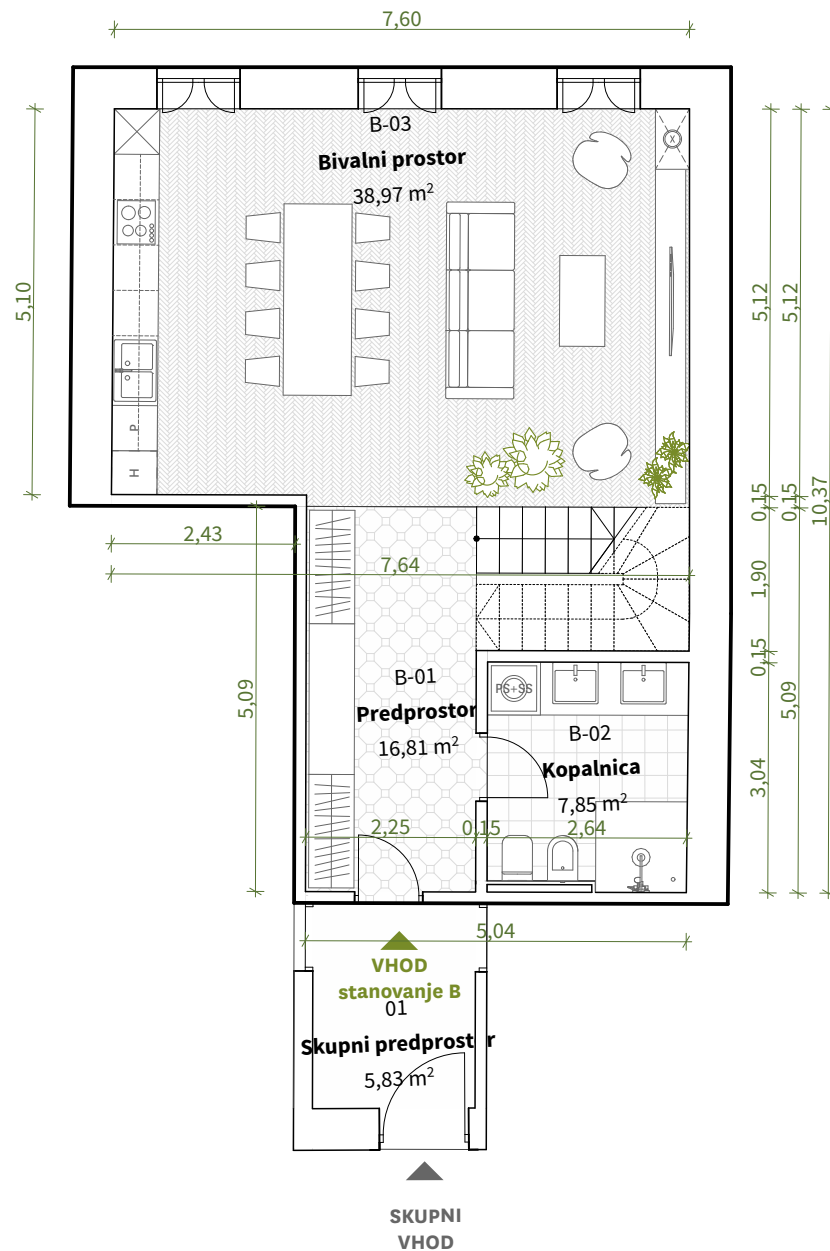 7,60
B-03
Bivalni prostor
38,97 m²
5,10
5,12
5,12
P
H
0,15
0,15
10,37
2,43
7,64
1,90
0,15
5,09
5,09
B-01
Predprostor
16,81 m²
PS+SS
B-02
Kopalnica
7,85 m²
3,04
2,25
0,15
2,64
5,04
VHOD
stanovanje B
01
Skupni predprostor
5,83 m²
SKUPNI
VHOD